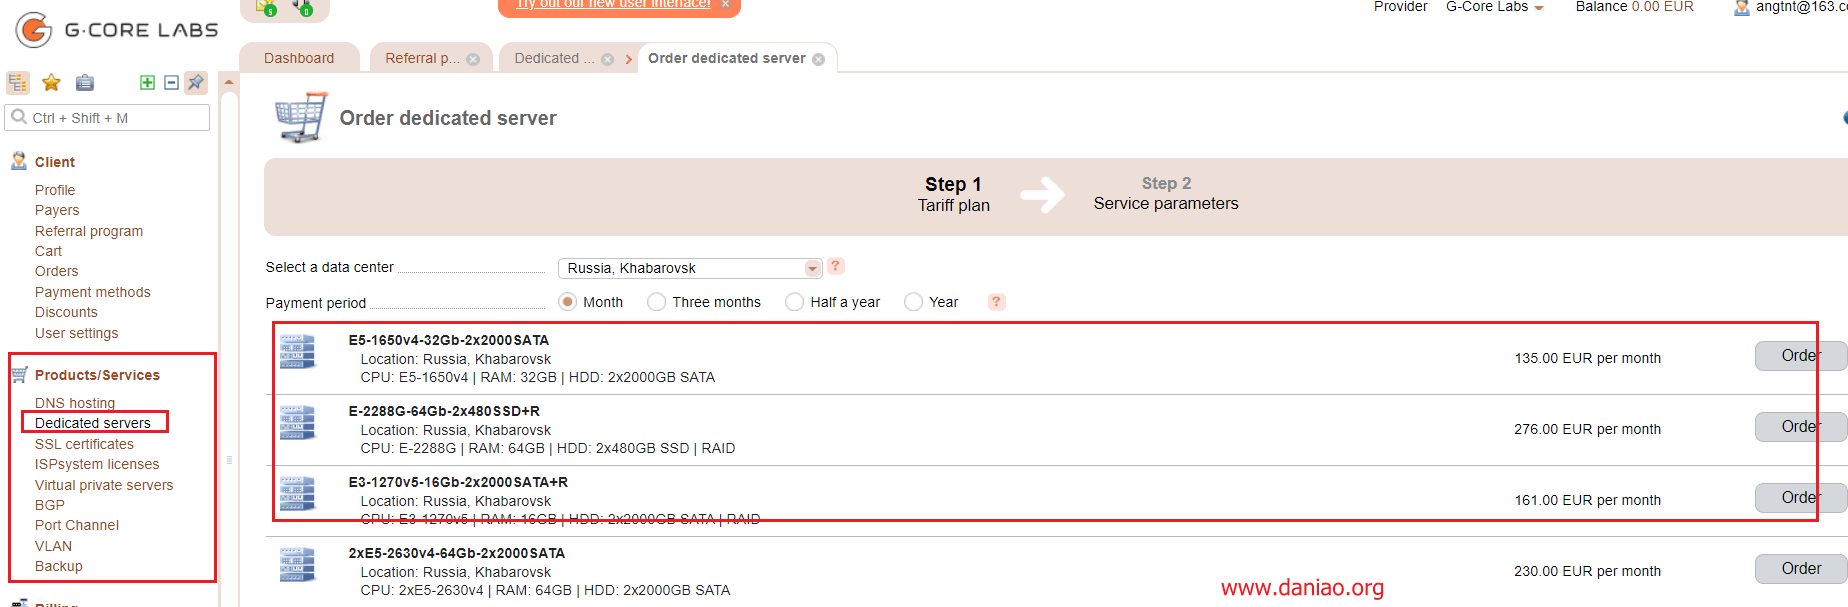 Try out our new user interface!
5
0
Provider G-Core Labs Balance 0.00 EUR angtnt@163.c
G·CORE LABS
Dashboard
Referral p...
Dedicated ...
Order dedicated server
Ctrl + Shift + M
Order dedicated server
Client
Profile
Payers
Referral program
Cart
Orders
Payment methods
Discounts
User settings
Products/Services
DNS hosting
Dedicated servers
SSL certificates
ISPsystem licenses
Virtual private servers
BGP
Port Channel
VLAN
Backup
Billing
Step 1
Tariff plan
Step 2
Service parameters
Select a data center
Russia, Khabarovsk
?
Payment period
Month
Three months
Half a year
Year
?
E5-1650v4-32Gb-2x2000SATA
Location: Russia, Khabarovsk
CPU: E5-1650v4 | RAM: 32GB | HDD: 2x2000GB SATA
135.00 EUR per month
Order
E-2288G-64Gb-2x480SSD+R
Location: Russia, Khabarovsk
CPU: E-2288G | RAM: 64GB | HDD: 2x480GB SSD | RAID
276.00 EUR per month
Order
E3-1270v5-16Gb-2x2000SATA+R
Location: Russia, Khabarovsk
CPU: E3-1270v5 | RAM: 16GB | HDD: 2x2000GB SATA | RAID
161.00 EUR per month
Order
2xE5-2630v4-64Gb-2x2000SATA
Location: Russia, Khabarovsk
CPU: 2xE5-2630v4 | RAM: 64GB | HDD: 2x2000GB SATA
230.00 EUR per month
Order
www.daniao.org